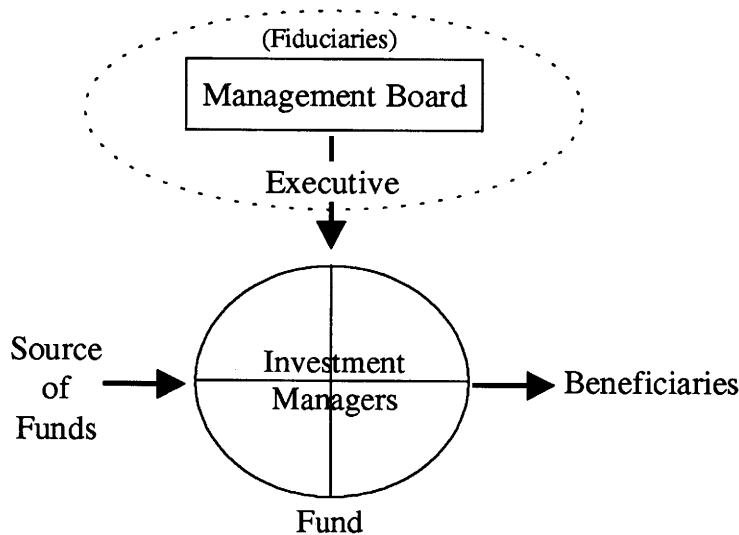 (Fiduciaries)
Management Board
Executive
Source
of
Funds
Investment
Managers
Beneficiaries
Fund